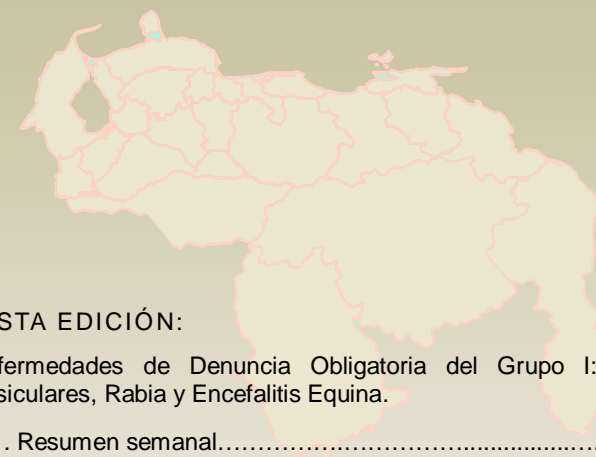 STA EDICIÓN:
fermedades de Denuncia Obligatoria del Grupo I:
siculares, Rabia y Encefalitis Equina.
. Resumen semanal……………..…………….....................…..